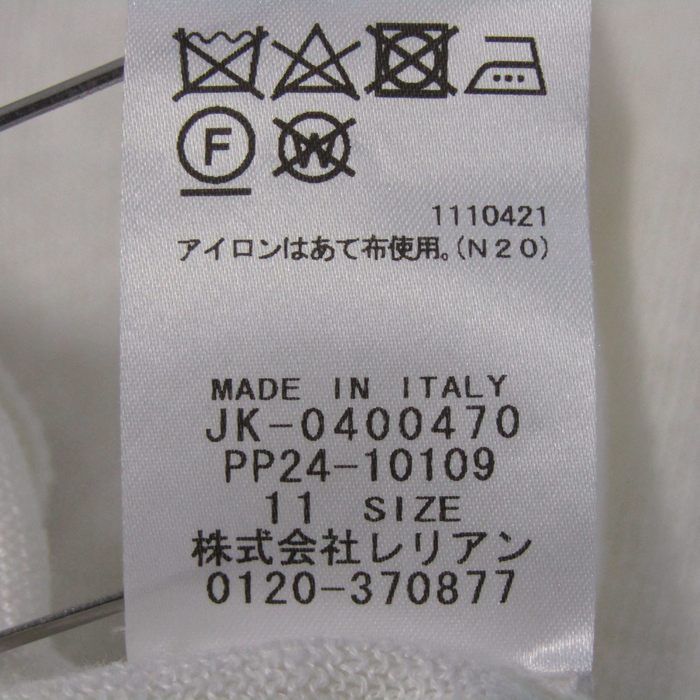 F W
1110421
アイロンはあて布使用。(N20)
MADE IN ITALY
JK-0400470
PP24-10109
11 SIZE
株式会社レリアン
0120-370877